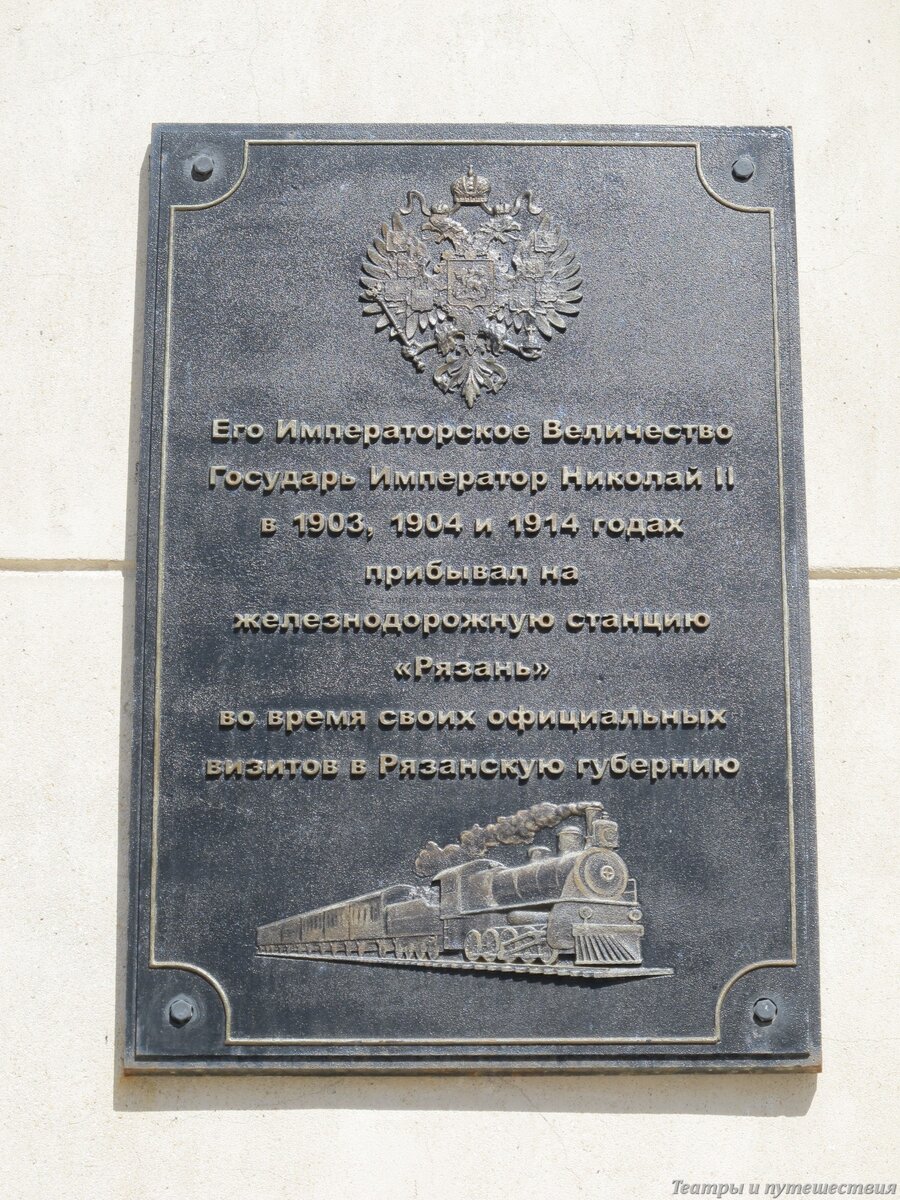 Его Императорское Величество
Государь Император Николай II
в 1903, 1904 и 1914 годах
прибывал на
железнодорожную станцию
«Рязань»
во время своих официальных
визитов в Рязанскую губернию
Театры и путешествия